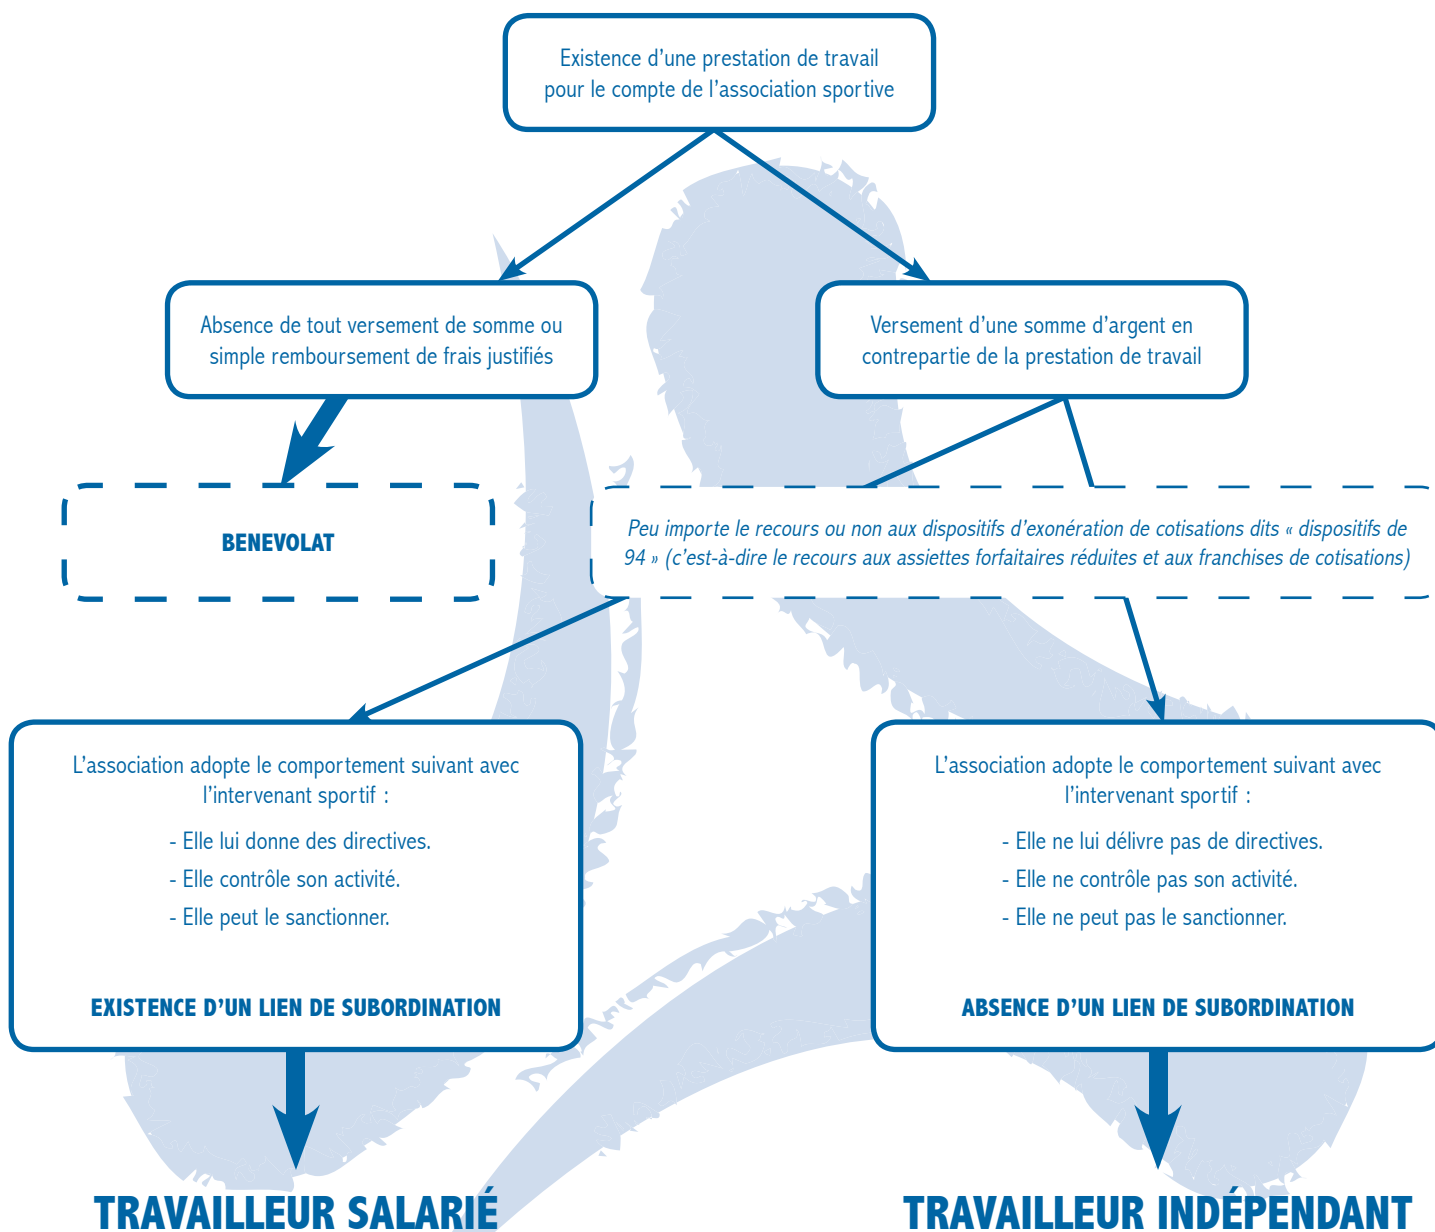 Existence d’une prestation de travail
pour le compte de l’association sportive
Absence de tout versement de somme ou
simple remboursement de frais justifiés
Versement d’une somme d’argent en
contrepartie de la prestation de travail
BENEVOLAT
Peu importe le recours ou non aux dispositifs d’exonération de cotisations dits « dispositifs de
94 » (c’est-à-dire le recours aux assiettes forfaitaires réduites et aux franchises de cotisations)
L’association adopte le comportement suivant avec
l’intervenant sportif :
- Elle lui donne des directives.
- Elle contrôle son activité.
- Elle peut le sanctionner.
EXISTENCE D’UN LIEN DE SUBORDINATION
L’association adopte le comportement suivant avec
l’intervenant sportif :
- Elle ne lui délivre pas de directives.
- Elle ne contrôle pas son activité.
- Elle ne peut pas le sanctionner.
ABSENCE D’UN LIEN DE SUBORDINATION
TRAVAILLEUR SALARIÉ
TRAVAILLEUR INDÉPENDANT